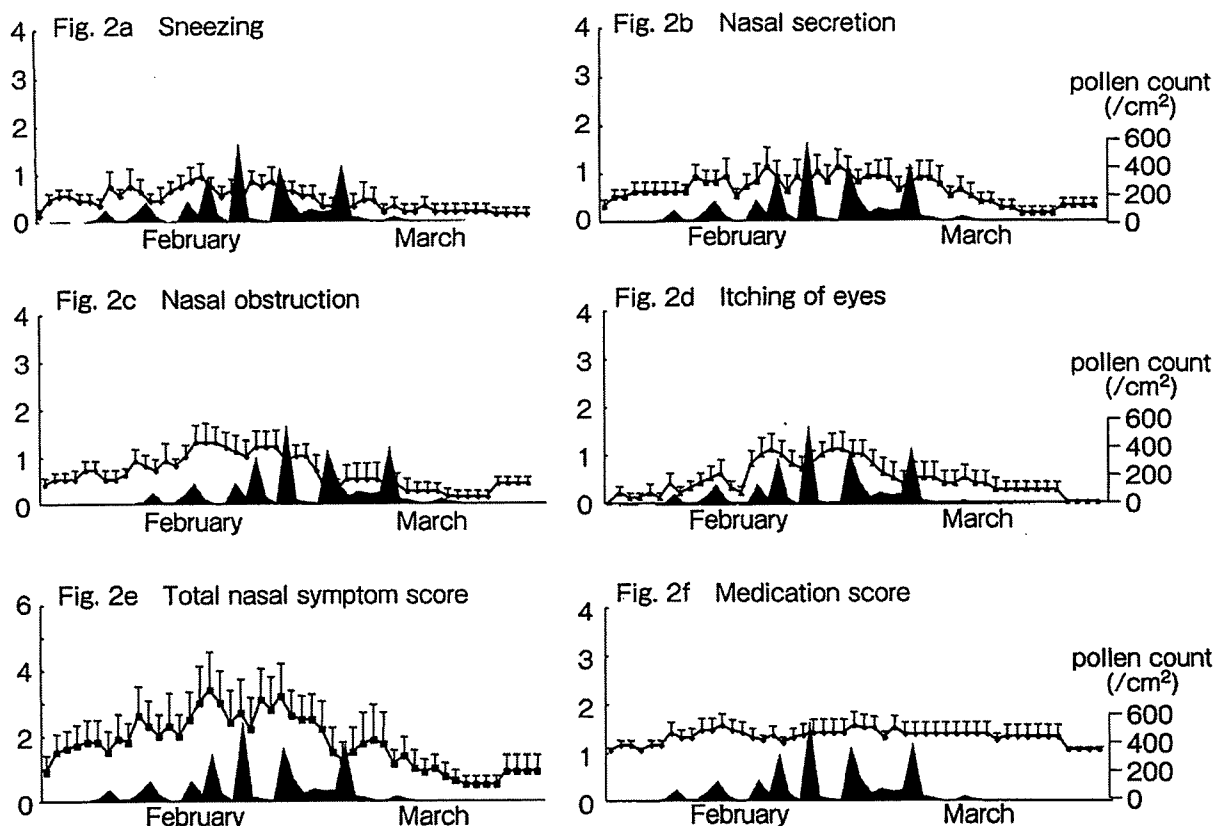 Fig. 2a Sneezing
4
3
2
1
0
February March
Fig. 2b Nasal secretion
4
3
2
1
0
pollen count
(/cm²)
600
400
200
0
February March
Fig. 2c Nasal obstruction
4
3
2
1
0
February March
Fig. 2d Itching of eyes
4
3
2
1
0
pollen count
(/cm²)
600
400
200
0
February March
Fig. 2e Total nasal symptom score
6
4
2
0
February March
Fig. 2f Medication score
4
3
2
1
0
pollen count
(/cm²)
600
400
200
0
February March